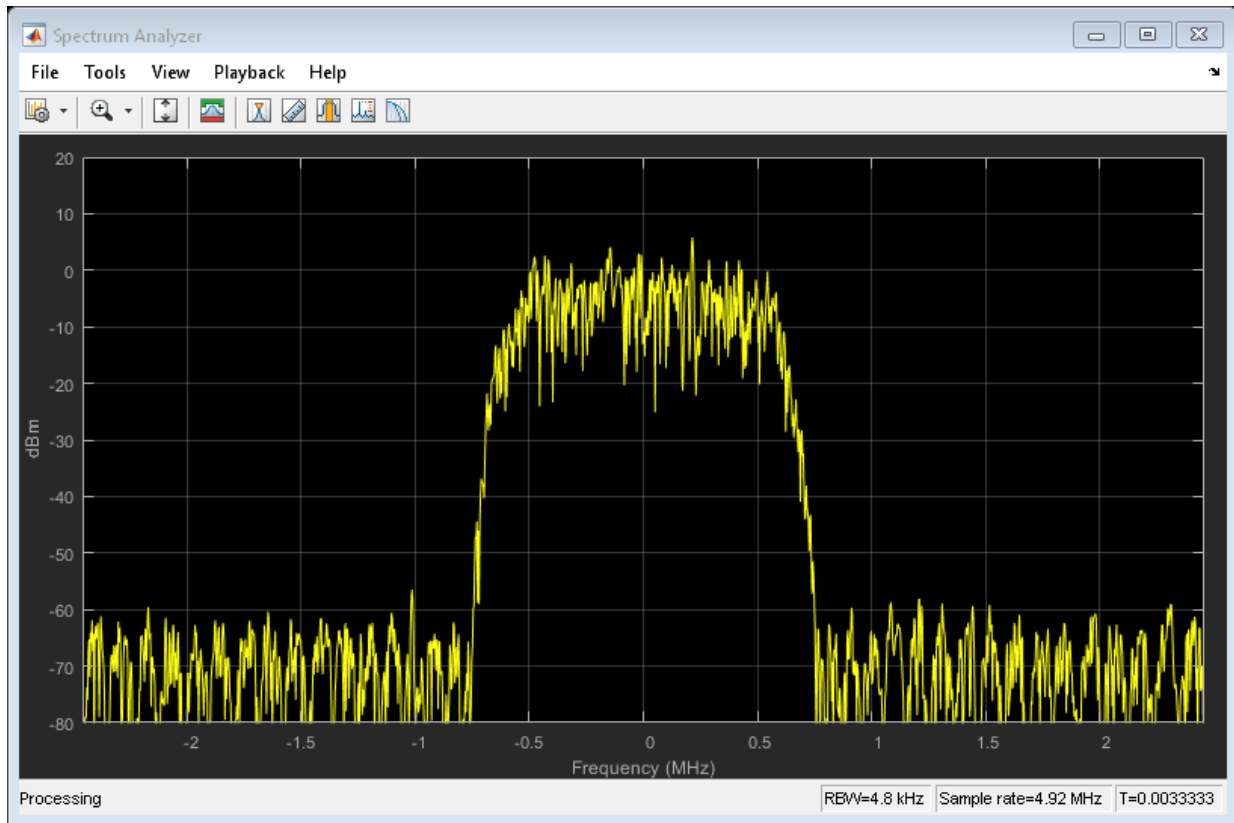 Spectrum Analyzer
File Tools View Playback Help
20
10
0
-10
-20
-30
-40
-50
-60
-70
-80
dBm
-2 -1.5 -1 -0.5 0 0.5 1 1.5 2
Frequency (MHz)
Processing RBW=4.8 kHz Sample rate=4.92 MHz T=0.0033333